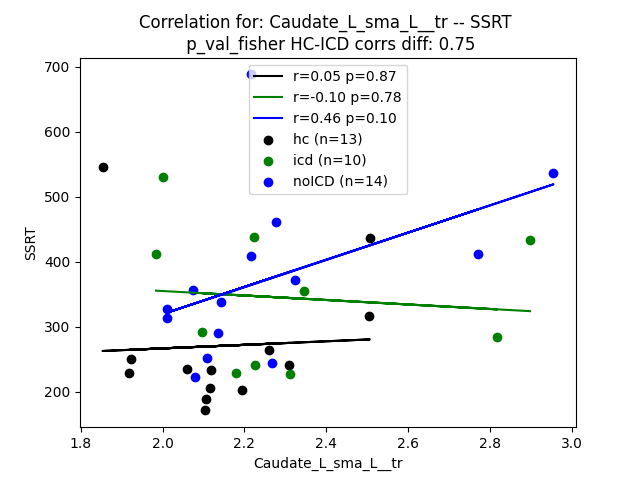 Correlation for: Caudate_L_sma_L__tr -- SSRT
p_val_fisher HC-ICD corrs diff: 0.75
700
600
500
400
300
200
SSRT
r=0.05 p=0.87
r=-0.10 p=0.78
r=0.46 p=0.10
hc (n=13)
icd (n=10)
noICD (n=14)
1.8 2.0 2.2 2.4 2.6 2.8 3.0
Caudate_L_sma_L__tr